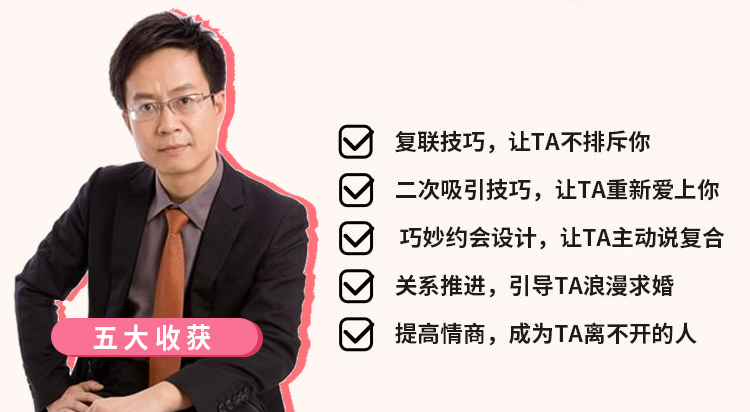 复联技巧，让TA不排斥你
二次吸引技巧，让TA重新爱上你
巧妙约会设计，让TA主动说复合
关系推进，引导TA浪漫求婚
提高情商，成为TA离不开的人
五大收获